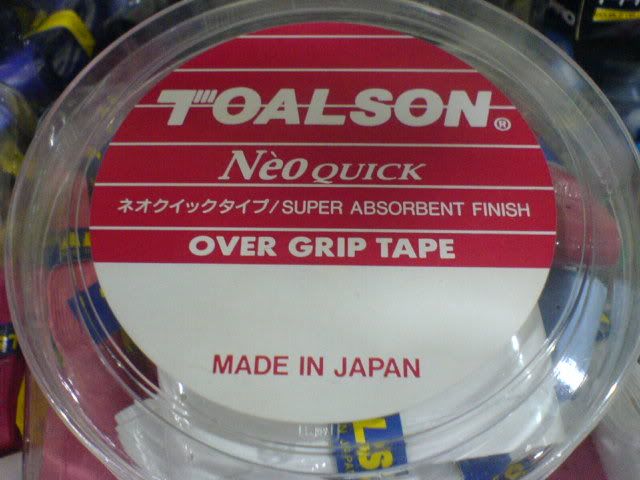 TOALSON®
Nèo QUICK
ネオクイックタイプ/SUPER ABSORBENT FINISH
OVER GRIP TAPE
MADE IN JAPAN
LS